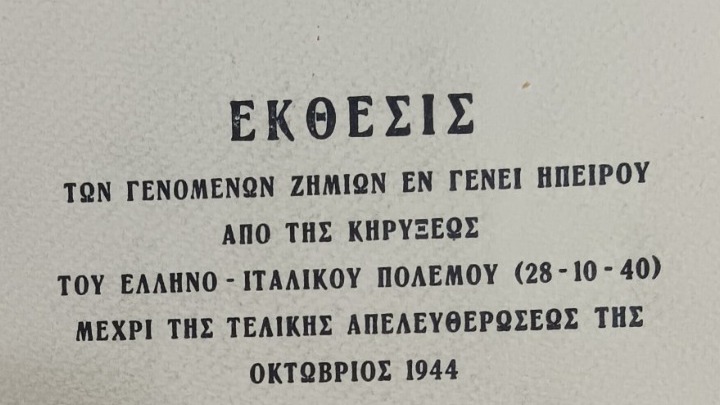 ΕΚΘΕΣΙΣ
ΤΩΝ ΓΕΝΟΜΕΝΩΝ ΖΗΜΙΩΝ ΕΝ ΓΕΝΕΙ ΗΠΕΙΡΟΥ
ΑΠΟ ΤΗΣ ΚΗΡΥΞΕΩΣ
ΤΟΥ ΕΛΛΗΝΟ - ΙΤΑΛΙΚΟΥ ΠΟΛΕΜΟΥ (28 - 10 - 40)
ΜΕΧΡΙ ΤΗΣ ΤΕΛΙΚΗΣ ΑΠΕΛΕΥΘΕΡΩΣΕΩΣ ΤΗΣ
ΟΚΤΩΒΡΙΟΣ 1944